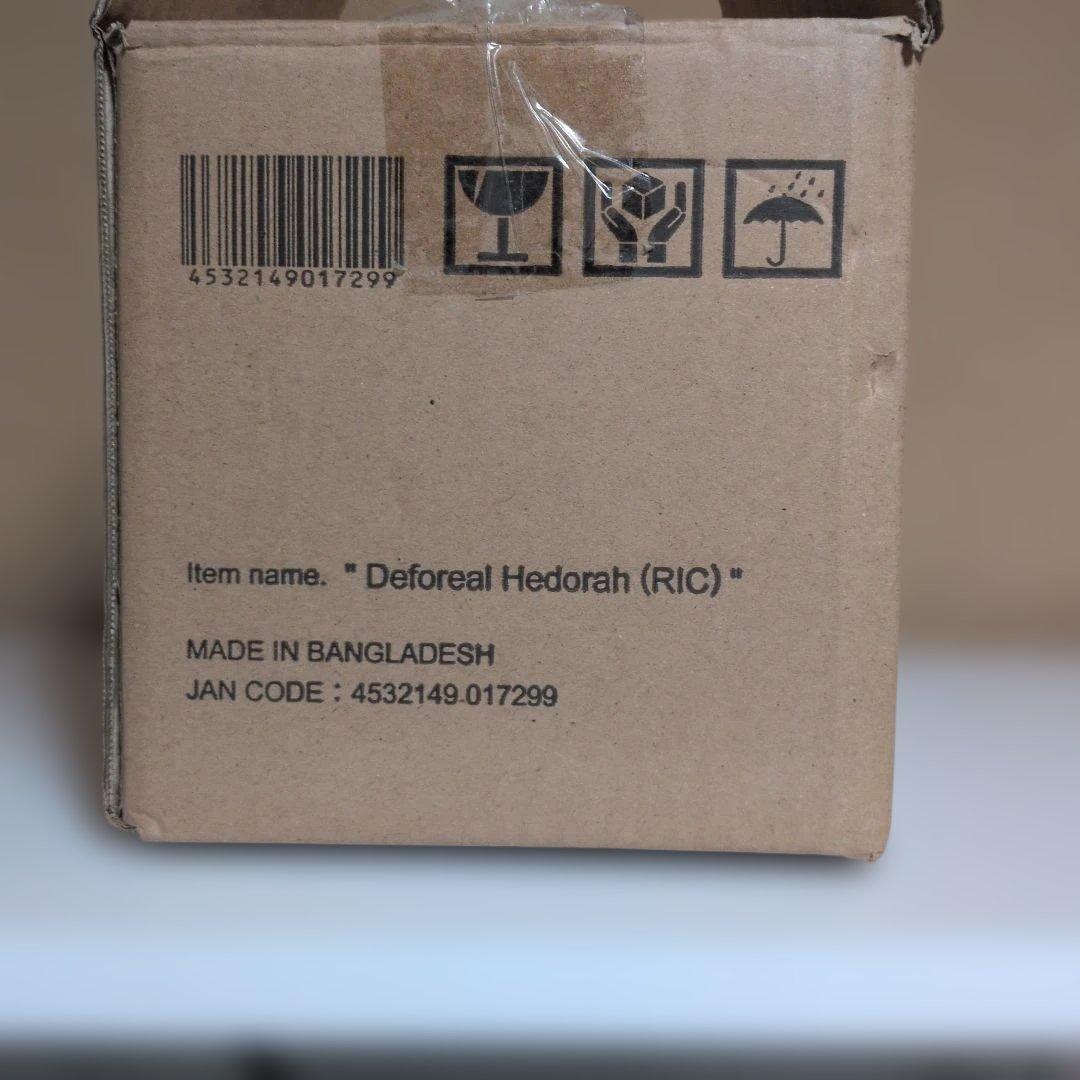 4532149017299
Item name. " Deforeal Hedorah (RIC) "
MADE IN BANGLADESH
JAN CODE : 4532149-017299